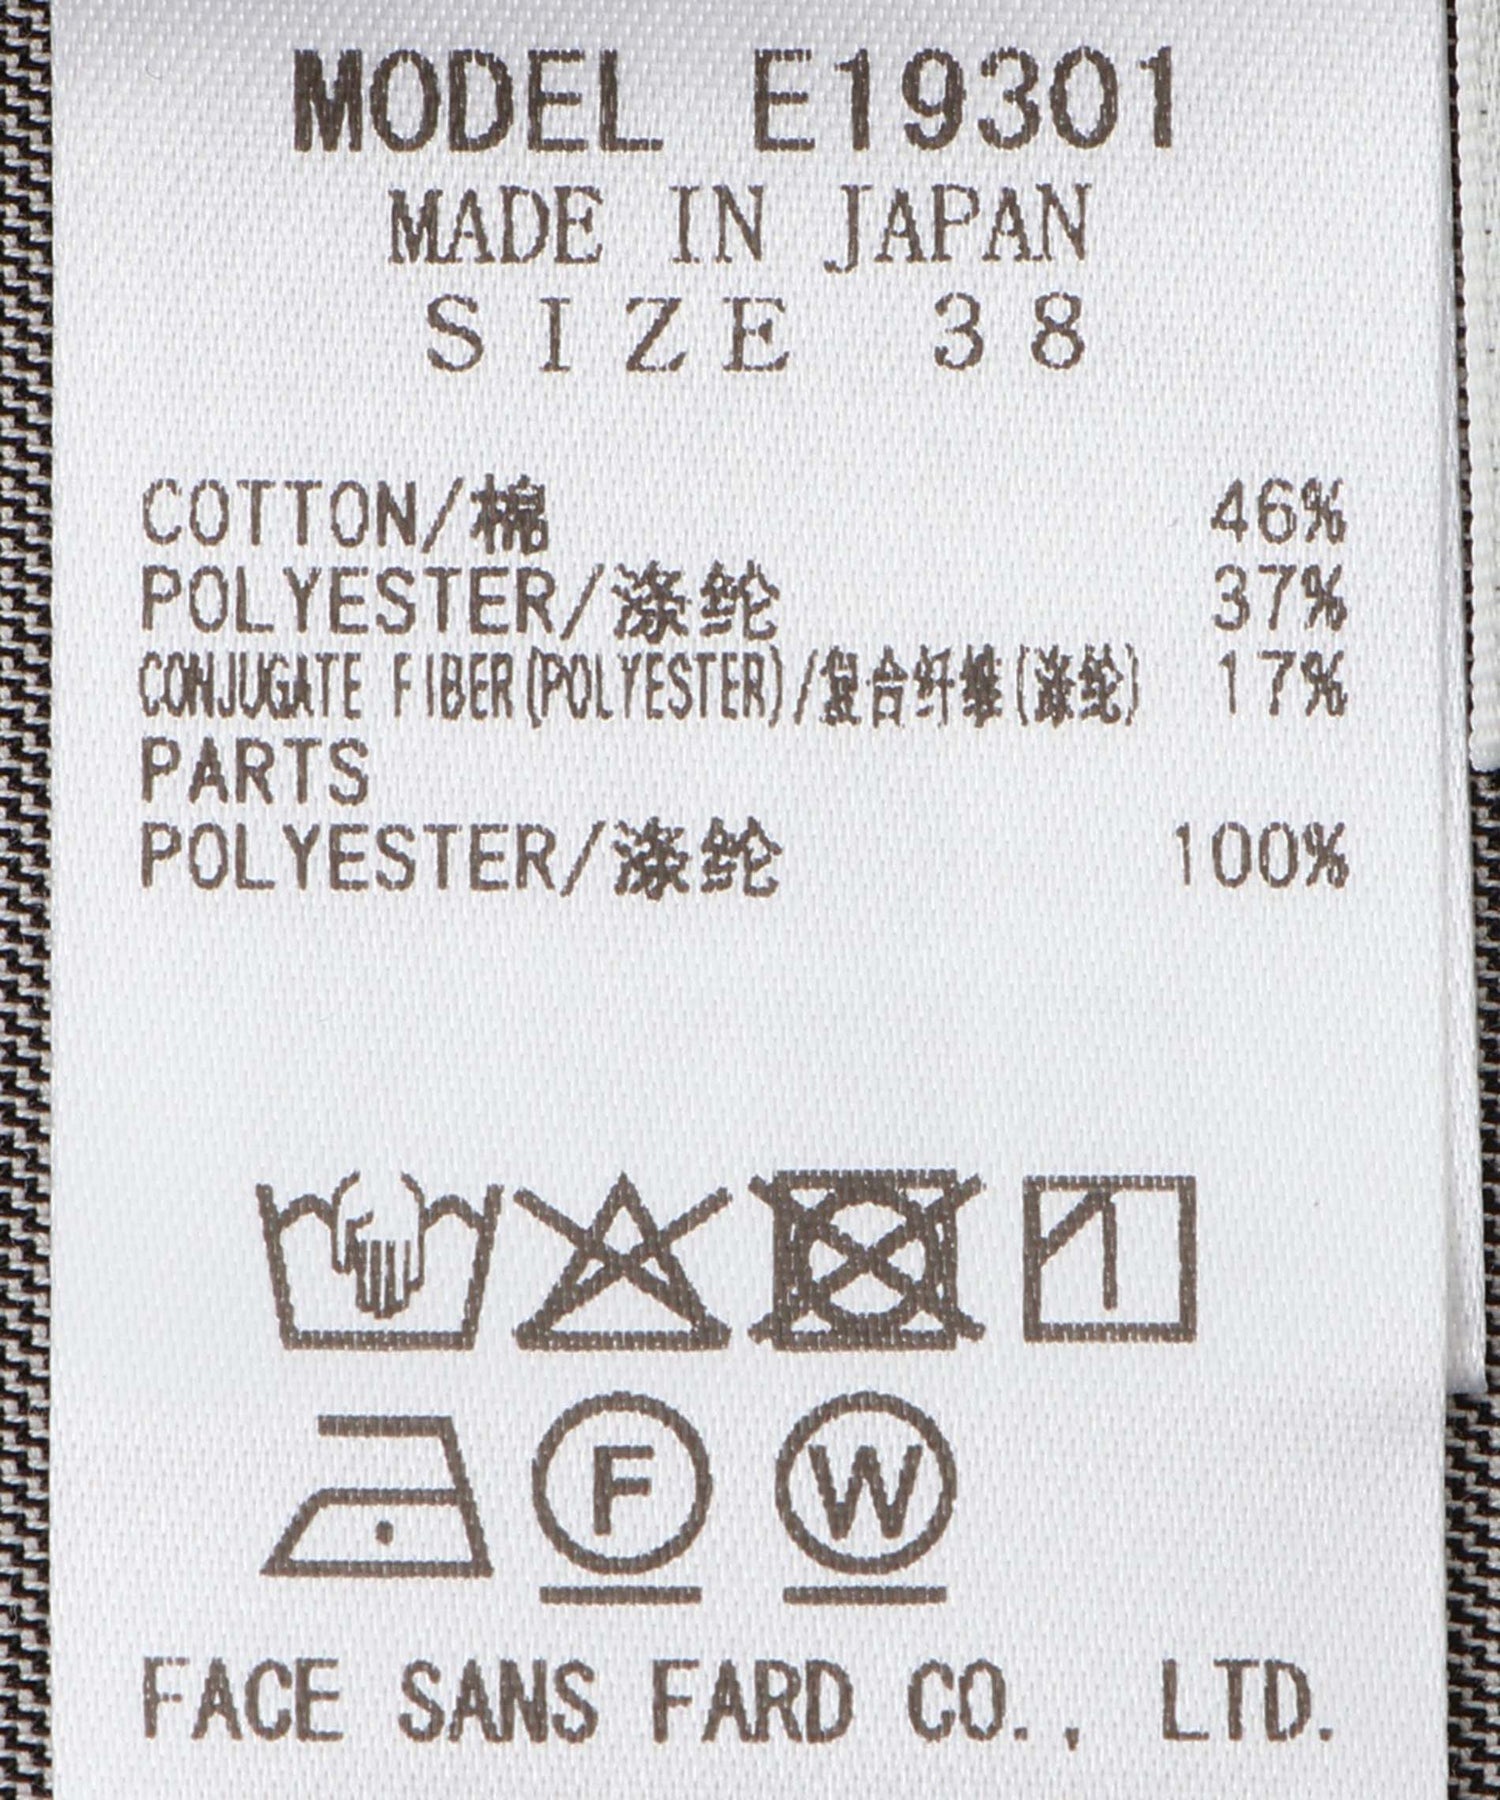 MODEL E19301
MADE IN JAPAN
SIZE 38
COTTON/棉 46%
POLYESTER/涤纶 37%
CONJUGATE FIBER(POLYESTER)/复合纤维(涤纶) 17%
PARTS
POLYESTER/涤纶 100%
F W
FACE SANS FARD CO., LTD.